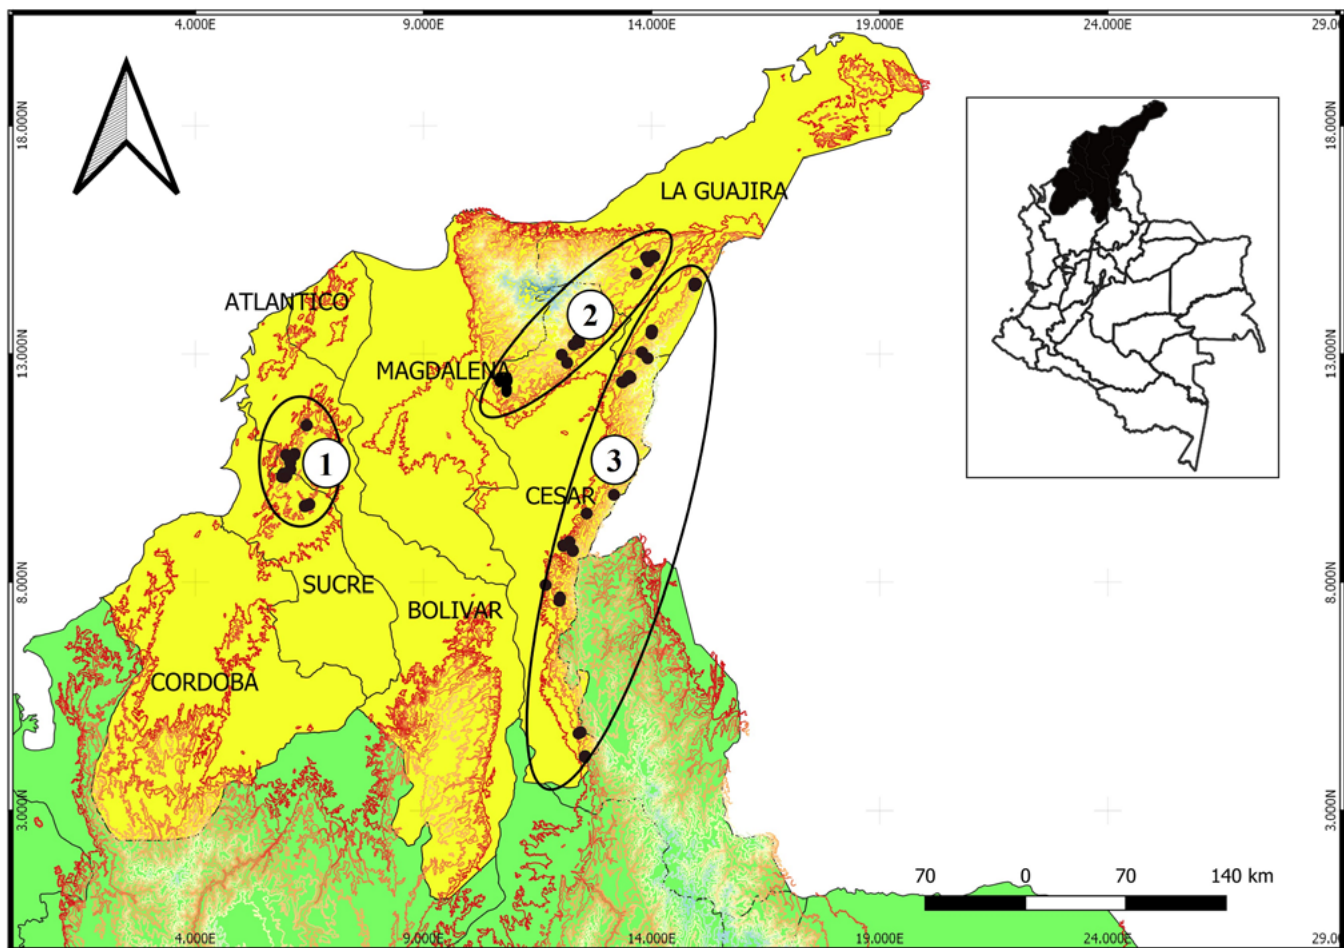 4.000E 9.000E 14.000E 19.000E 24.000E 29.0
18.000N 18.000N
LA GUAJIRA
ATLANTICO
2
13.000N 13.000N
MAGDALENA
1
3
CESAR
8.000N 8.000N
SUCRE
BOLIVAR
CORDOBA
3.000N 3.000N
70 0 70 140 km
4.000E 9.000E 14.000E 19.000E 24.000E 29.0